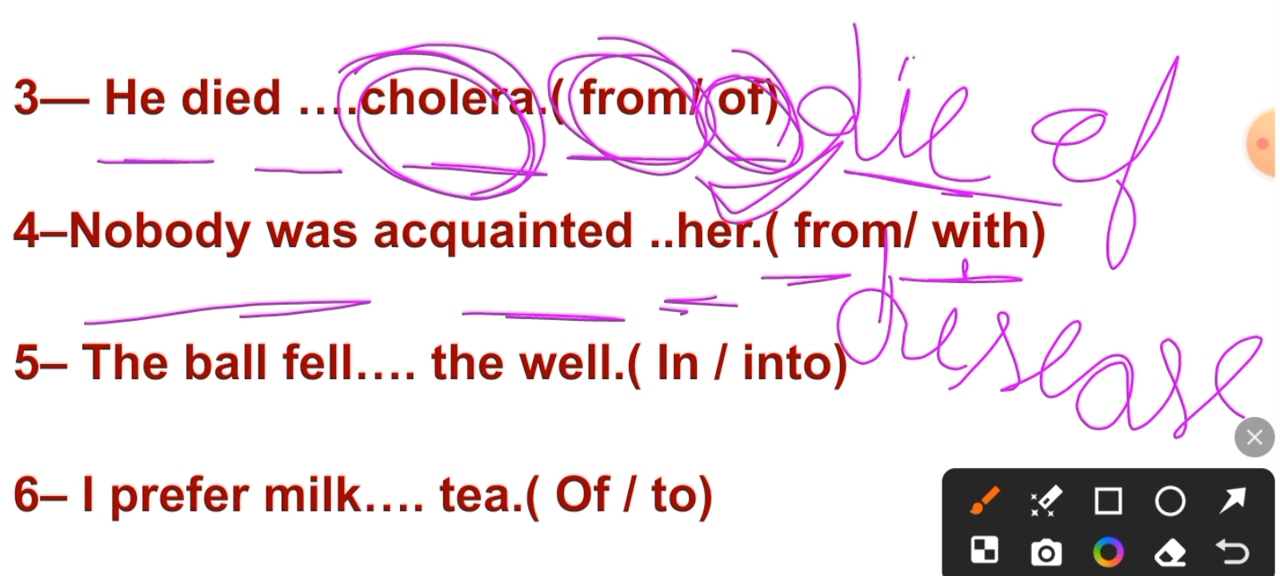 3— He died ….cholera.( from/ of) die of
4–Nobody was acquainted ..her.( from/ with)
disease
5– The ball fell…. the well.( In / into)
6– I prefer milk…. tea.( Of / to)